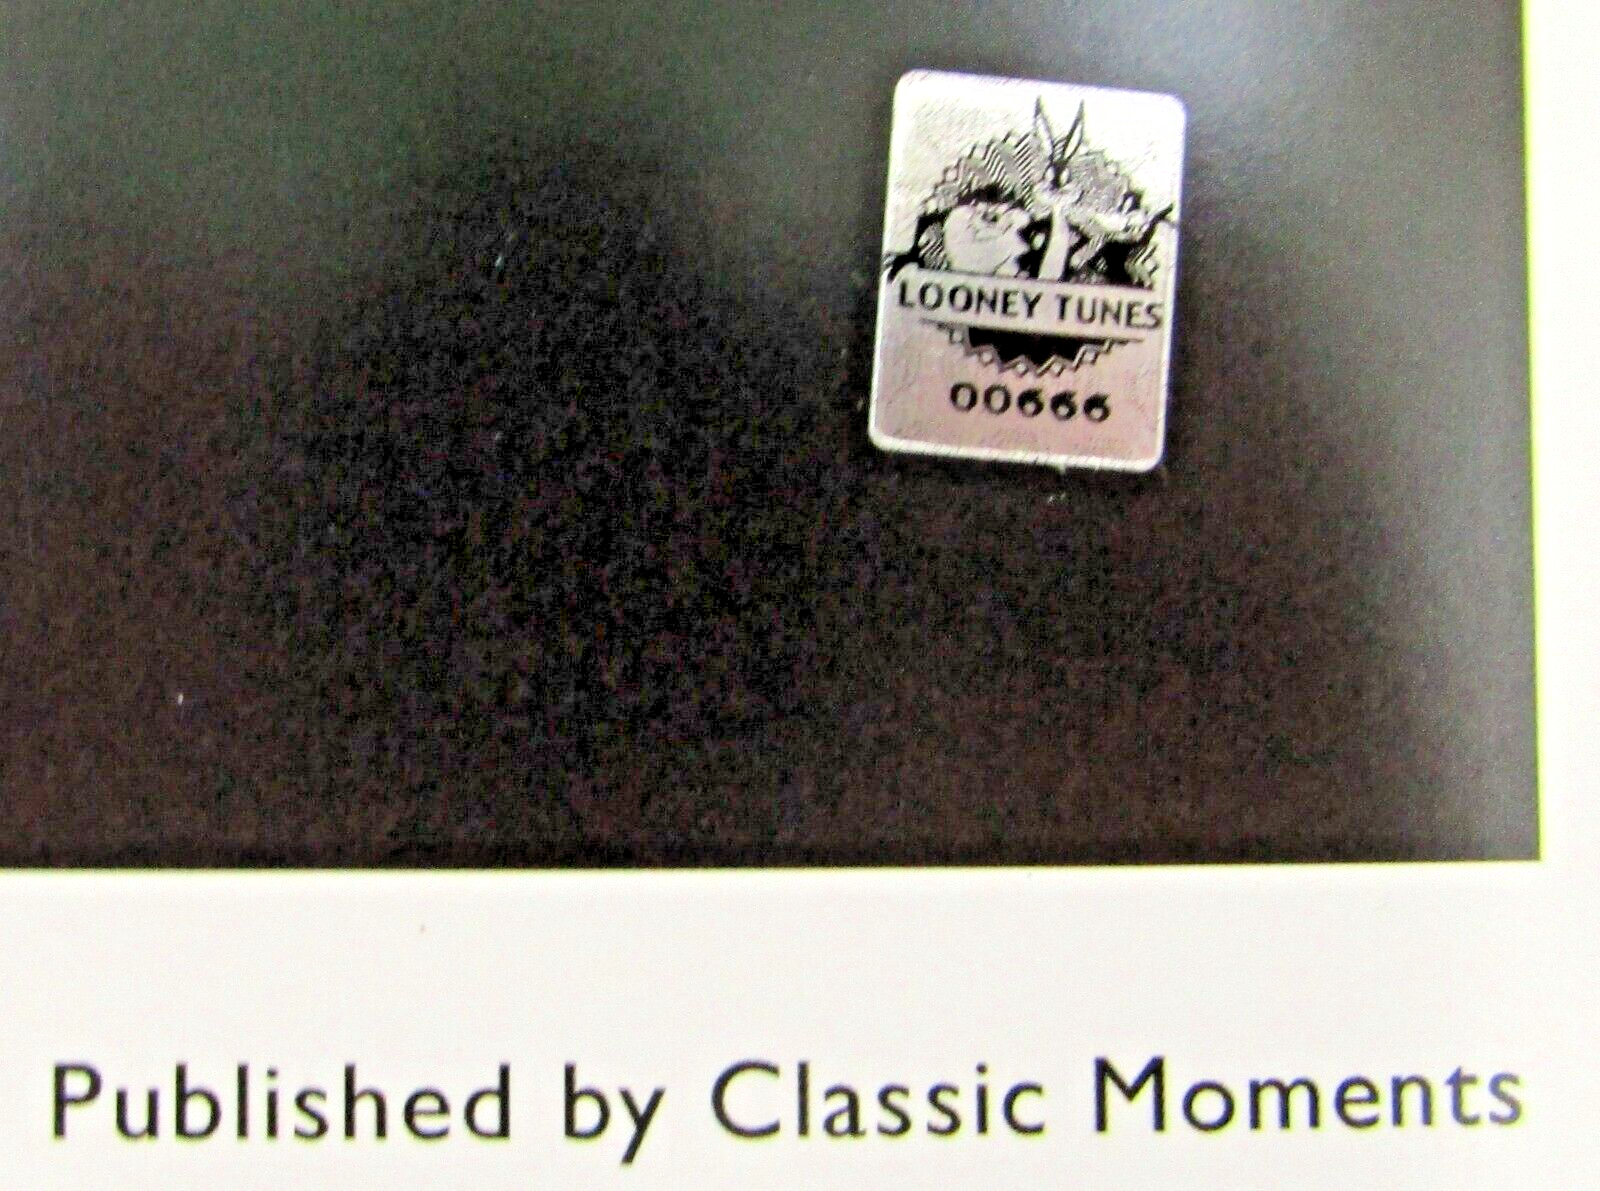 LOONEY TUNES
00666
Published by Classic Moments